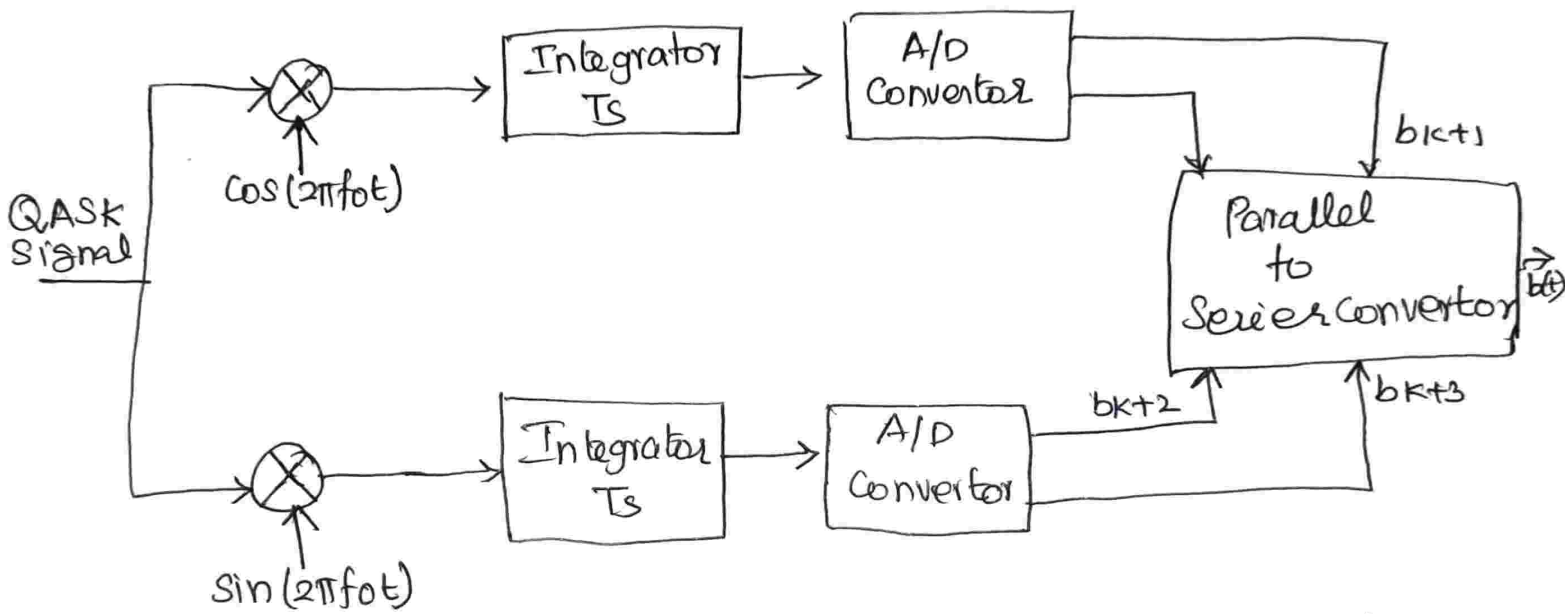 Integrator
Ts
A/D
Convertor
bk+1
cos(2πfot)
QASK
Signal
Parallel
to
Serier Convertor
b(t)
bk+2
bk+3
Integrator
Ts
A/D
Convertor
Sin(2πfot)